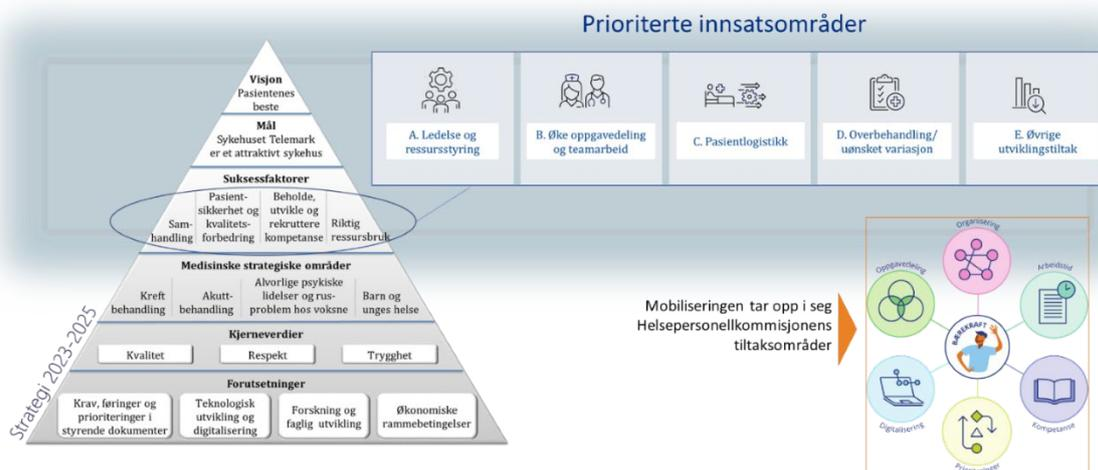 Prioriterte innsatsområder
A. Ledelse og
ressursstyring
B. Øke oppgavedeling
og teamarbeid
C. Pasientlogistikk
D. Overbehandling/
uønsket variasjon
E. Øvrige
utviklingstiltak
Visjon
Pasientenes
beste
Mål
Sykehuset Telemark
er et attraktivt sykehus
Suksessfaktorer
Sam-
handling
Pasient-
sikkerhet og
kvalitets-
forbedring
Beholde,
utvikle og
rekruttere
kompetanse
Riktig
ressursbruk
Medisinske strategiske områder
Kreft
behandling
Akutt-
behandling
Alvorlige psykiske
lidelser og rus-
problem hos voksne
Barn og
unges helse
Kjerneverdier
Kvalitet
Respekt
Trygghet
Forutsetninger
Krav, føringer og
prioriteringer i
styrende dokumenter
Teknologisk
utvikling og
digitalisering
Forskning og
faglig utvikling
Økonomiske
rammebetingelser
Strategi 2023-2025
Mobiliseringen tar opp i seg
Helsepersonellkommisjonens
tiltaksområder
Organisering
Oppgavedeling
Arbeidstid
BÆREKRAFT
Digitalisering
Kompetanse